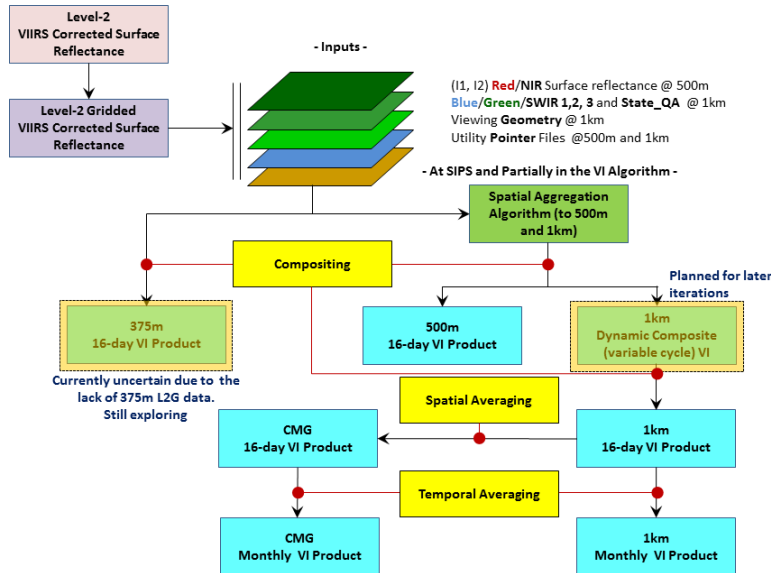 Level-2
VIIRS Corrected Surface
Reflectance
Level-2 Gridded
VIIRS Corrected Surface
Reflectance
- Inputs -
(I1, I2) Red/NIR Surface reflectance @ 500m
Blue/Green/SWIR 1,2, 3 and State_QA @ 1km
Viewing Geometry @ 1km
Utility Pointer Files @500m and 1km
- At SIPS and Partially in the VI Algorithm -
Spatial Aggregation
Algorithm (to 500m
and 1km)
Compositing
Planned for later
iterations
375m
16-day VI Product
500m
16-day VI Product
1km
Dynamic Composite
(variable cycle) VI
Currently uncertain due to the
lack of 375m L2G data.
Still exploring
Spatial Averaging
CMG
16-day VI Product
1km
16-day VI Product
Temporal Averaging
CMG
Monthly VI Product
1km
Monthly VI Product